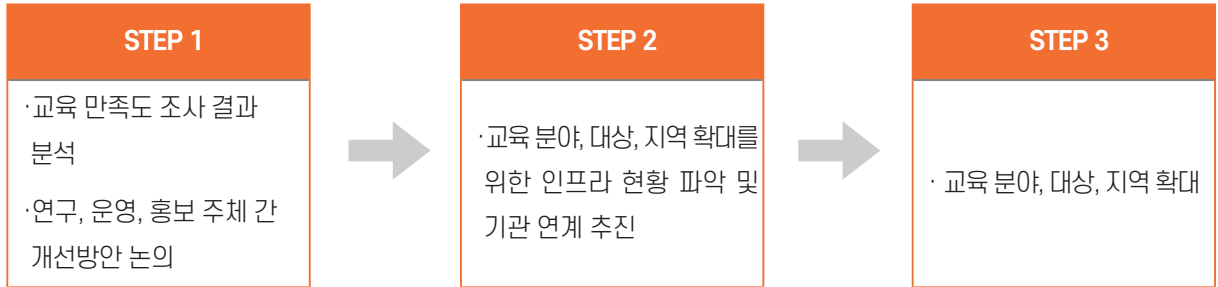 STEP 1
·교육 만족도 조사 결과
분석
·연구, 운영, 홍보 주체 간
개선방안 논의
STEP 2
·교육 분야, 대상, 지역 확대를
위한 인프라 현황 파악 및
기관 연계 추진
STEP 3
· 교육 분야, 대상, 지역 확대